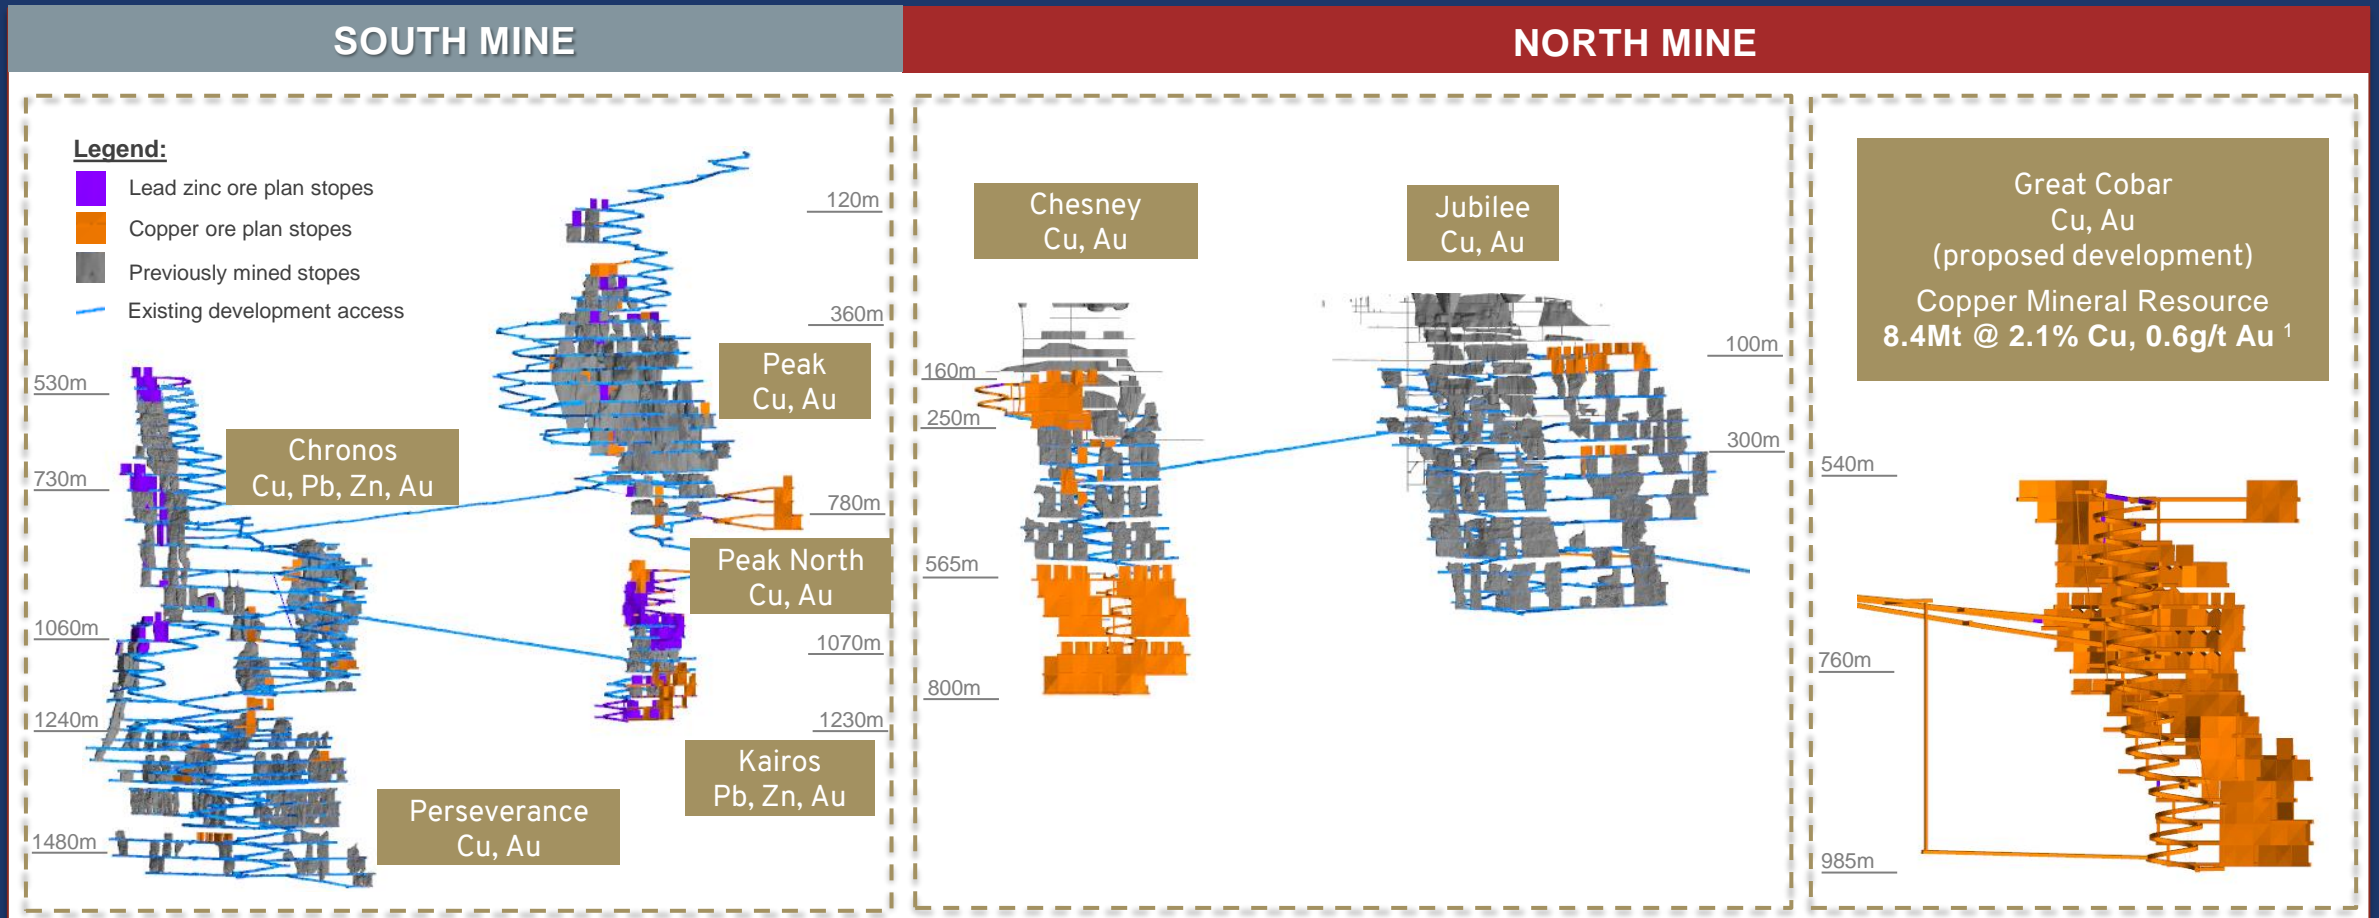 SOUTH MINE
NORTH MINE
Legend:
Lead zinc ore plan stopes
Copper ore plan stopes
Previously mined stopes
Existing development access
530m
730m
1060m
1240m
1480m
Chronos
Cu, Pb, Zn, Au
Perseverance
Cu, Au
120m
360m
Peak
Cu, Au
780m
Peak North
Cu, Au
1070m
1230m
Kairos
Pb, Zn, Au
Chesney
Cu, Au
160m
250m
565m
800m
Jubilee
Cu, Au
100m
300m
Great Cobar
Cu, Au
(proposed development)
Copper Mineral Resource
8.4Mt @ 2.1% Cu, 0.6g/t Au 1
540m
760m
985m